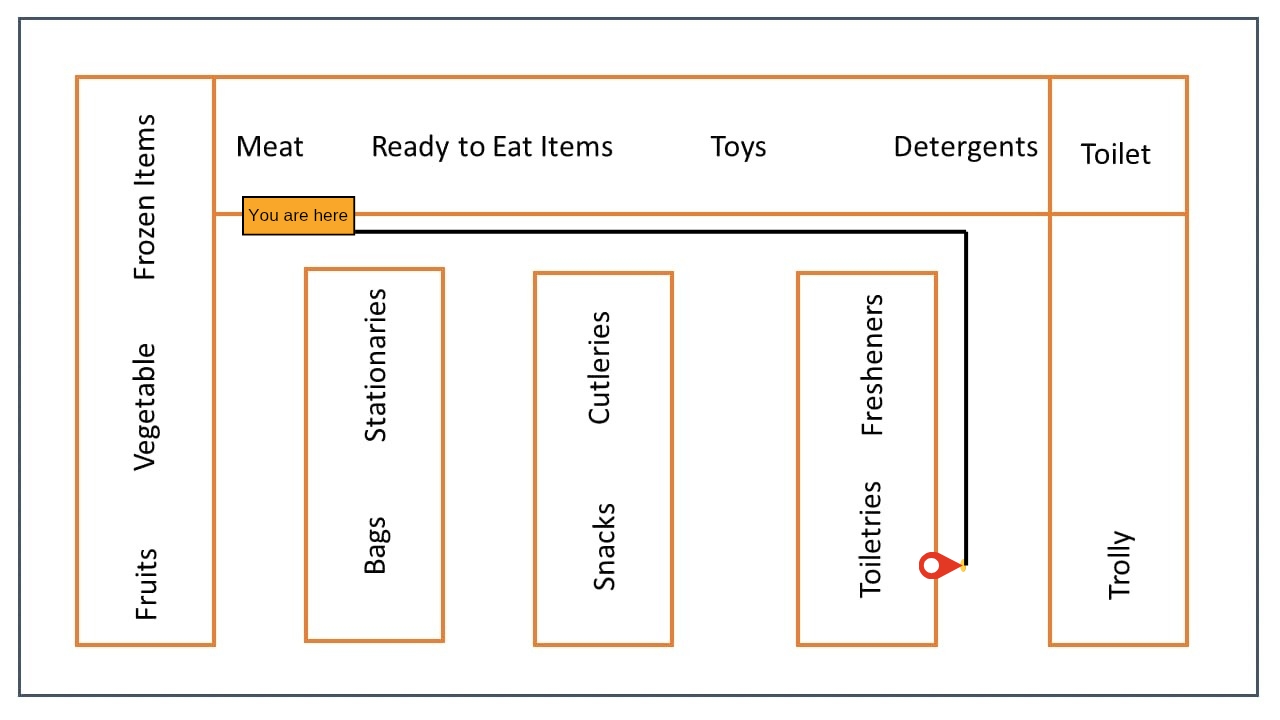 Meat
Ready to Eat Items
Toys
Detergents
Toilet
Frozen Items
You are here
Vegetable
Fruits
Stationaries
Bags
Cutleries
Snacks
Fresheners
Toiletries
Trolly